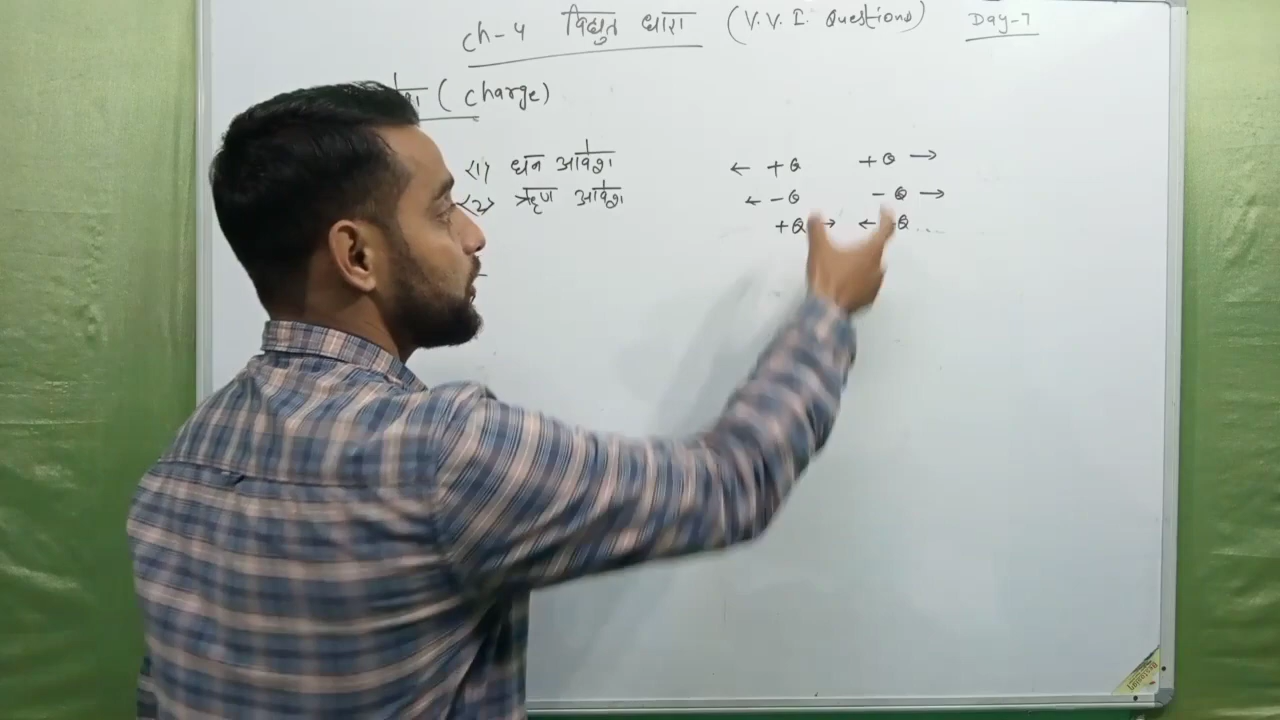 Ch-4 विद्युत धारा (V.V.I. Questions) Day-7
(Charge)
(1) धन आवेश ← +Q +Q →
(2) ऋण आवेश ← -Q -Q →
+Q → ← -Q